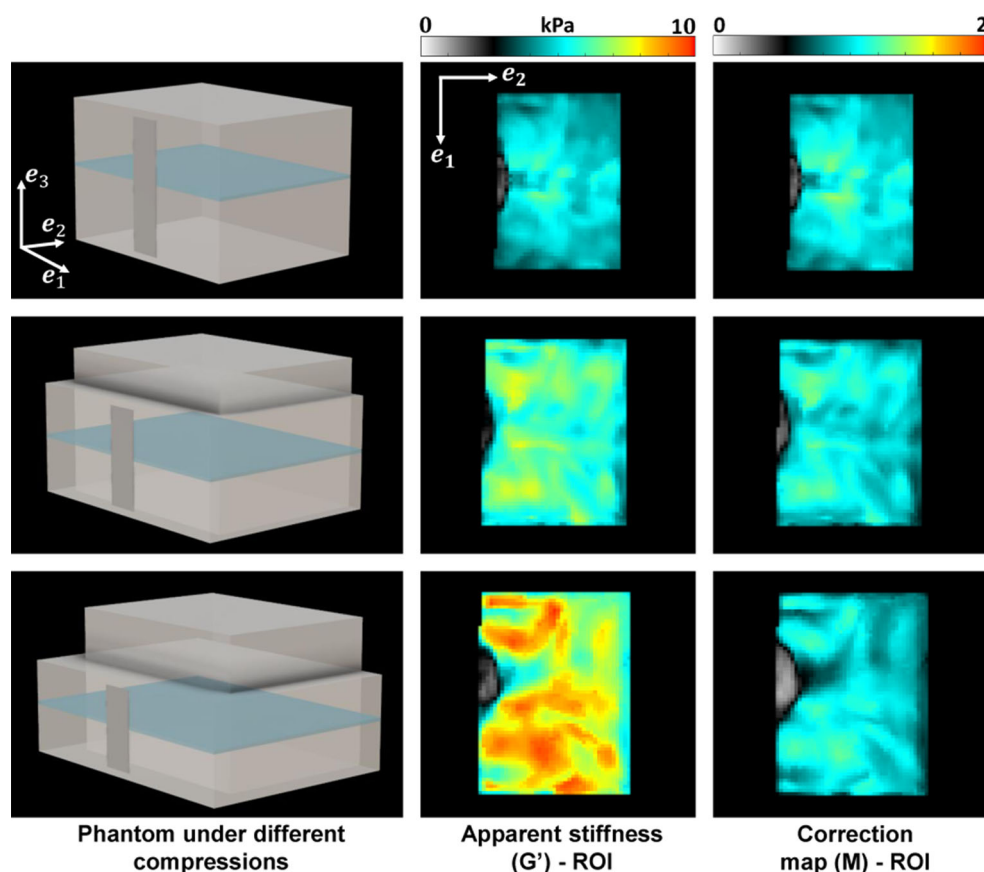 0 kPa 10
0 2
e2
e1
e3
e2
e1
Phantom under different
compressions
Apparent stiffness
(G') - ROI
Correction
map (M) - ROI